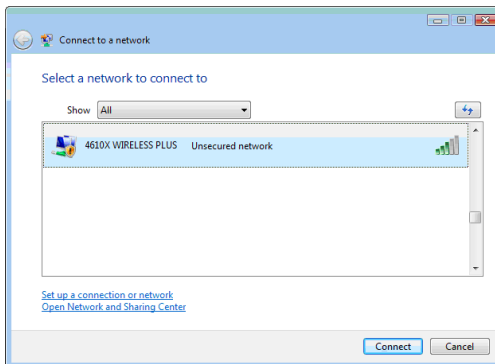 Connect to a network
Select a network to connect to
Show All
4610X WIRELESS PLUS Unsecured network
Set up a connection or network
Open Network and Sharing Center
Connect Cancel